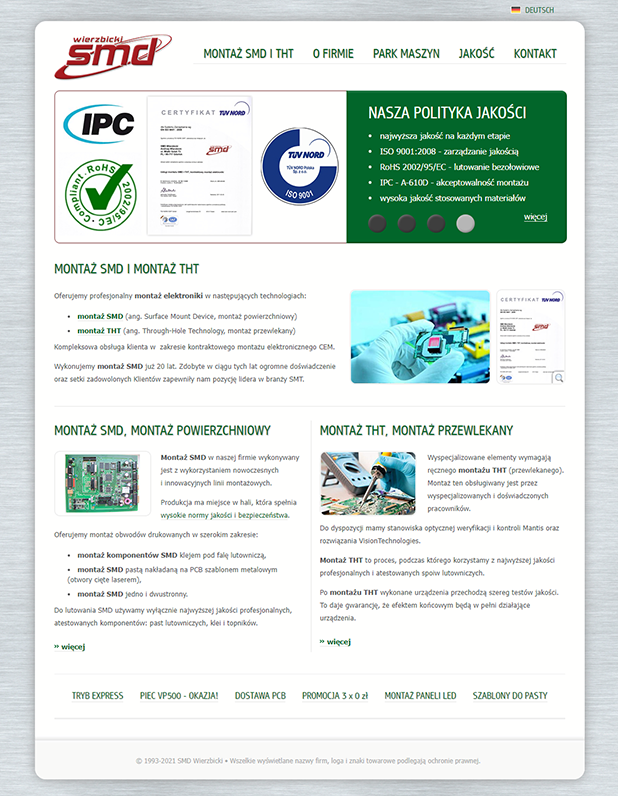 DEUTSCH
wierzbicki
smd
MONTAŻ SMD I THT O FIRMIE PARK MASZYN JAKOŚĆ KONTAKT
IPC
CERTYFIKAT TÜV NORD
smd
TÜV NORD
TÜV NORD Polska
Sp. z o.o.
ISO 9001
Compliant RoHS 2002/95/EC
NASZA POLITYKA JAKOŚCI
najwyższa jakość na każdym etapie
ISO 9001:2008 - zarządzanie jakością
RoHS 2002/95/EC - lutowanie bezołowiowe
IPC - A-610D - akceptowalność montażu
wysoka jakość stosowanych materiałów
więcej
MONTAŻ SMD I MONTAŻ THT
Oferujemy profesjonalny montaż elektroniki w następujących technologiach:
montaż SMD (ang. Surface Mount Device, montaż powierzchniowy)
montaż THT (ang. Through-Hole Technology, montaż przewlekany)
Kompleksowa obsługa klienta w zakresie kontraktowego montażu elektronicznego CEM.
Wykonujemy montaż SMD już 20 lat. Zdobyte w ciągu tych lat ogromne doświadczenie
oraz setki zadowolonych Klientów zapewniły nam pozycję lidera w branży SMT.
CERTYFIKAT TÜV NORD
smd
MONTAŻ SMD, MONTAŻ POWIERZCHNIOWY
Montaż SMD w naszej firmie wykonywany
jest z wykorzystaniem nowoczesnych
i innowacyjnych linii montażowych.
Produkcja ma miejsce w hali, która spełnia
wysokie normy jakości i bezpieczeństwa.
Oferujemy montaż obwodów drukowanych w szerokim zakresie:
montaż komponentów SMD klejem pod falę lutowniczą,
montaż SMD pastą nakładaną na PCB szablonem metalowym
(otwory cięte laserem),
montaż SMD jedno i dwustronny.
Do lutowania SMD używamy wyłącznie najwyższej jakości profesjonalnych,
atestowanych komponentów: past lutowniczych, klei i topników.
» więcej
MONTAŻ THT, MONTAŻ PRZEWLEKANY
Wyspecjalizowane elementy wymagają
ręcznego montażu THT (przewlekanego).
Montaż ten obsługiwany jest przez
wyspecjalizowanych i doświadczonych
pracowników.
Do dyspozycji mamy stanowiska optycznej weryfikacji i kontroli Mantis oraz
rozwiązania VisionTechnologies.
Montaż THT to proces, podczas którego korzystamy z najwyższej jakości
profesjonalnych i atestowanych spoiw lutowniczych.
Po montażu THT wykonane urządzenia przechodzą szereg testów jakości.
To daje gwarancję, że efektem końcowym będą w pełni działające
urządzenia.
» więcej
TRYB EXPRESS PIEC VP500 - OKAZJA! DOSTAWA PCB PROMOCJA 3 x 0 zł MONTAŻ PANELI LED SZABLONY DO PASTY
© 1993-2021 SMD Wierzbicki • Wszelkie wyświetlane nazwy firm, loga i znaki towarowe podlegają ochronie prawnej.